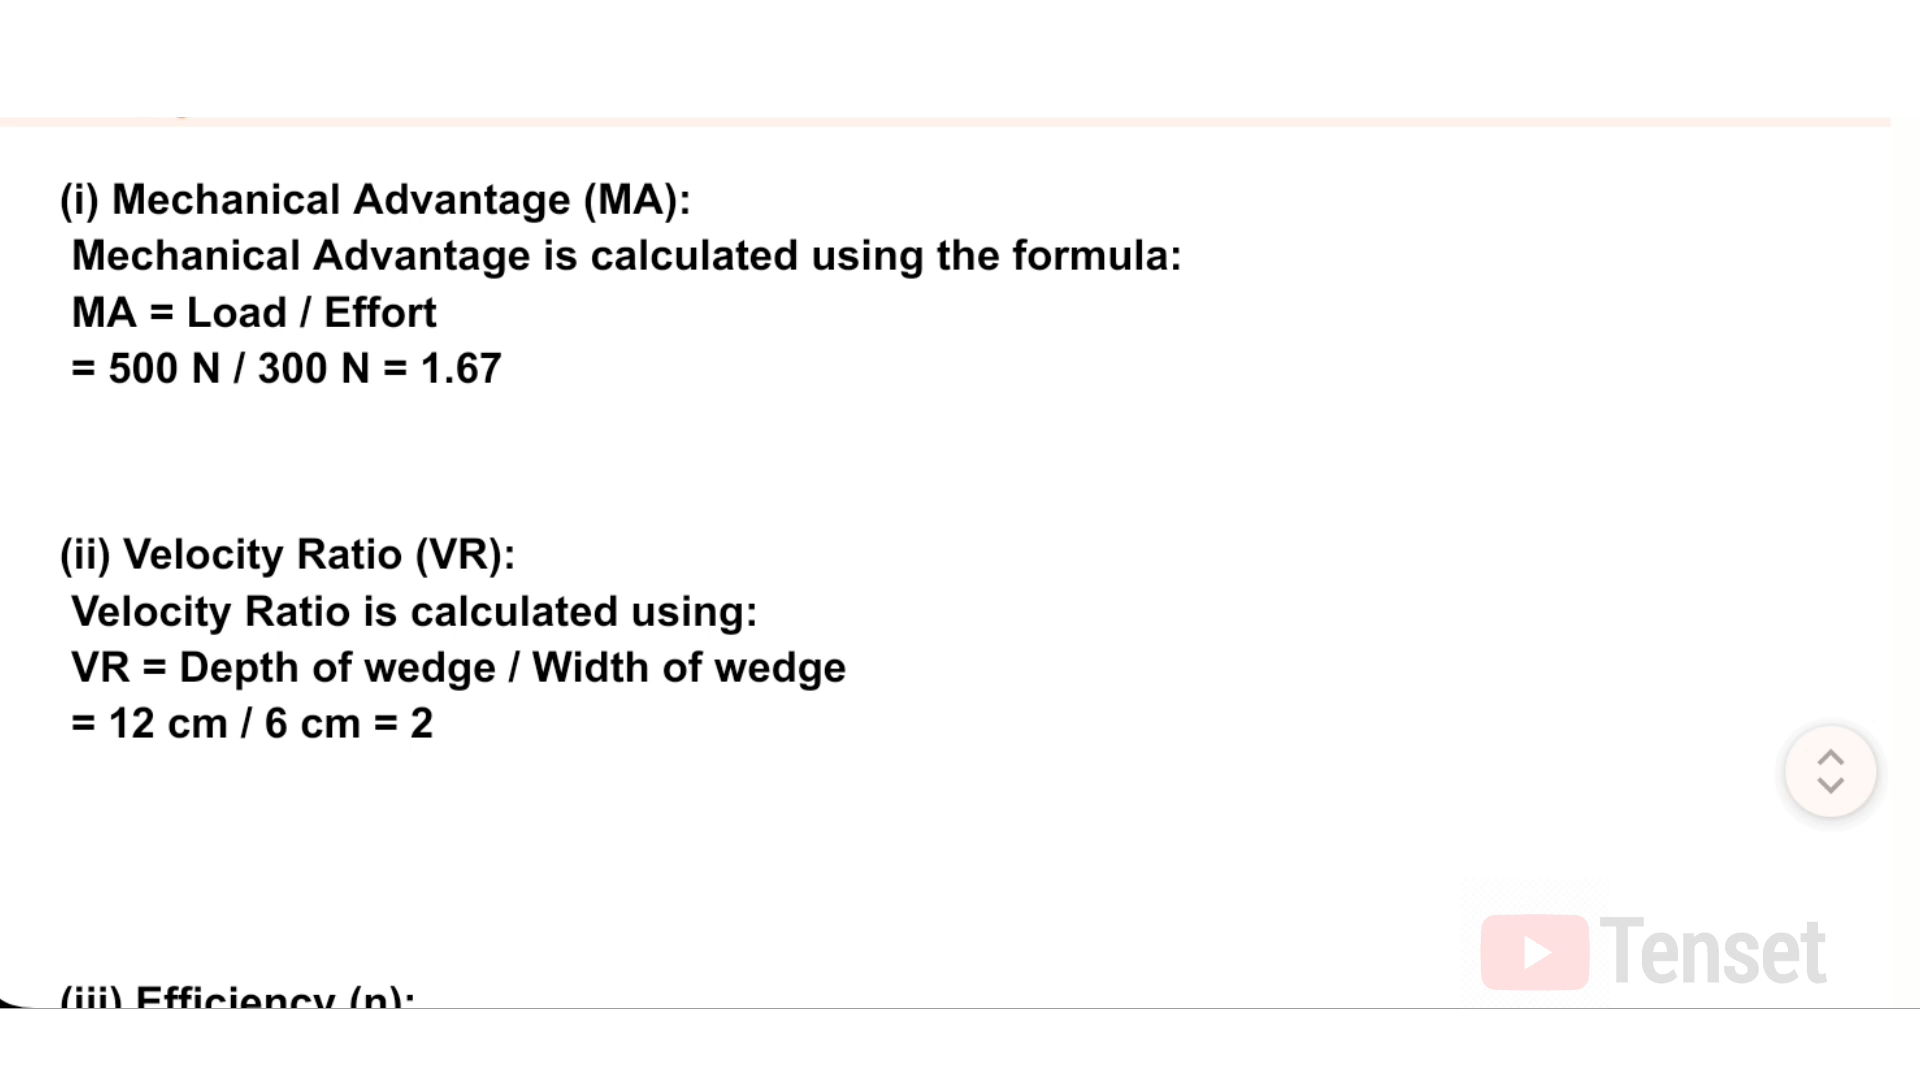 (i) Mechanical Advantage (MA):
Mechanical Advantage is calculated using the formula:
MA = Load / Effort
= 500 N / 300 N = 1.67
(ii) Velocity Ratio (VR):
Velocity Ratio is calculated using:
VR = Depth of wedge / Width of wedge
= 12 cm / 6 cm = 2
(iii) Efficiency (η):
Tenset